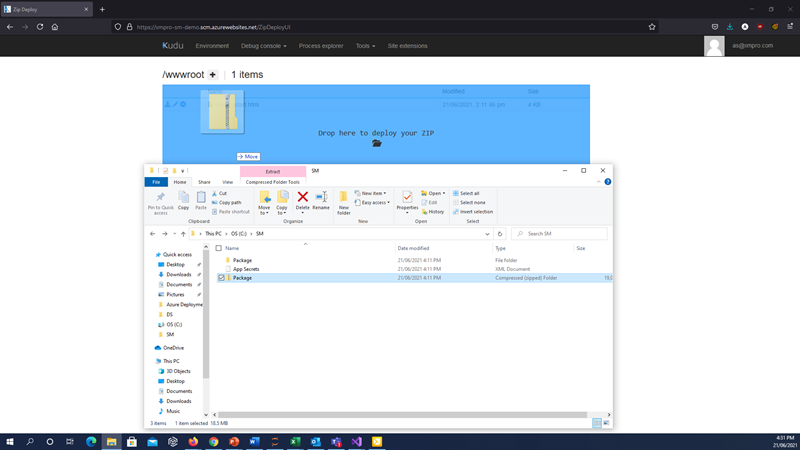 Zip Deploy
https://xmpro-sm-demo.scm.azurewebsites.net/ZipDeployUI
Kudu Environment Debug console Process explorer Tools Site extensions
as@xmpro.com
/wwwroot + | 1 items
Modified Size
21/06/2021, 3:11:46 pm 4 KB
Drop here to deploy your ZIP
Move
Extract SM
File Home Share View Compressed Folder Tools
Pin to Quick access Copy Paste Cut Copy path Paste shortcut Move to Copy to Delete Rename New folder New item Easy access Properties Open Edit History Select all Select none Invert selection
Clipboard Organize New Open Select
This PC > OS (C:) > SM Search SM
Name Date modified Type Size
Quick access
Desktop
Downloads
Documents
Pictures
Azure Deployme
DS
OS (C:)
SM
OneDrive
This PC
3D Objects
Desktop
Documents
Downloads
Music
Package 21/06/2021 4:11 PM File folder
App Secrets 21/06/2021 4:11 PM XML Document
Package 21/06/2021 4:11 PM Compressed (zipped) Folder
3 items 1 item selected 18.5 MB
4:31 PM
21/06/2021